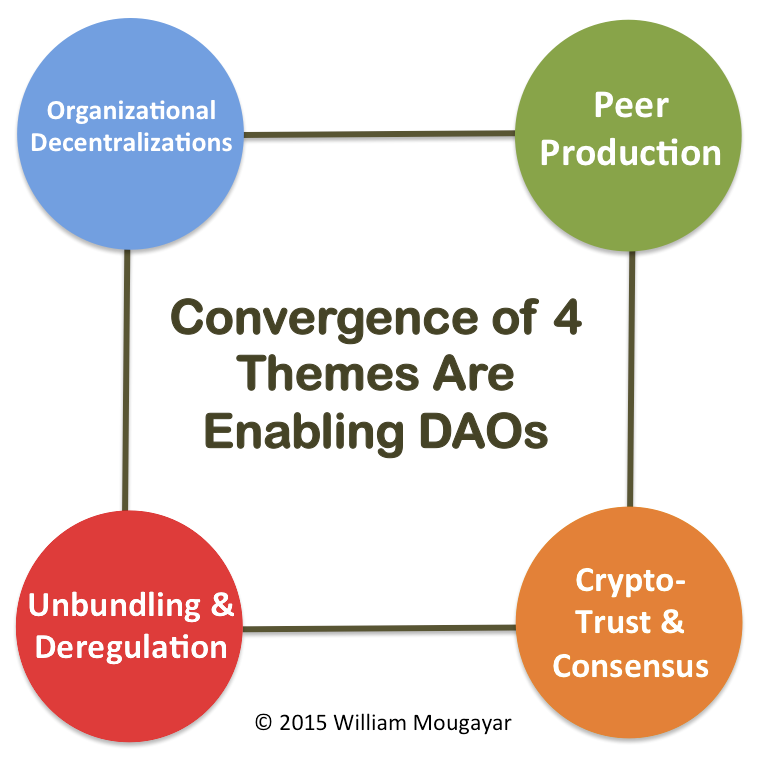 Organizational
Decentralizations
Peer
Production
Convergence of 4
Themes Are
Enabling DAOs
Unbundling &
Deregulation
Crypto-
Trust &
Consensus
© 2015 William Mougayar